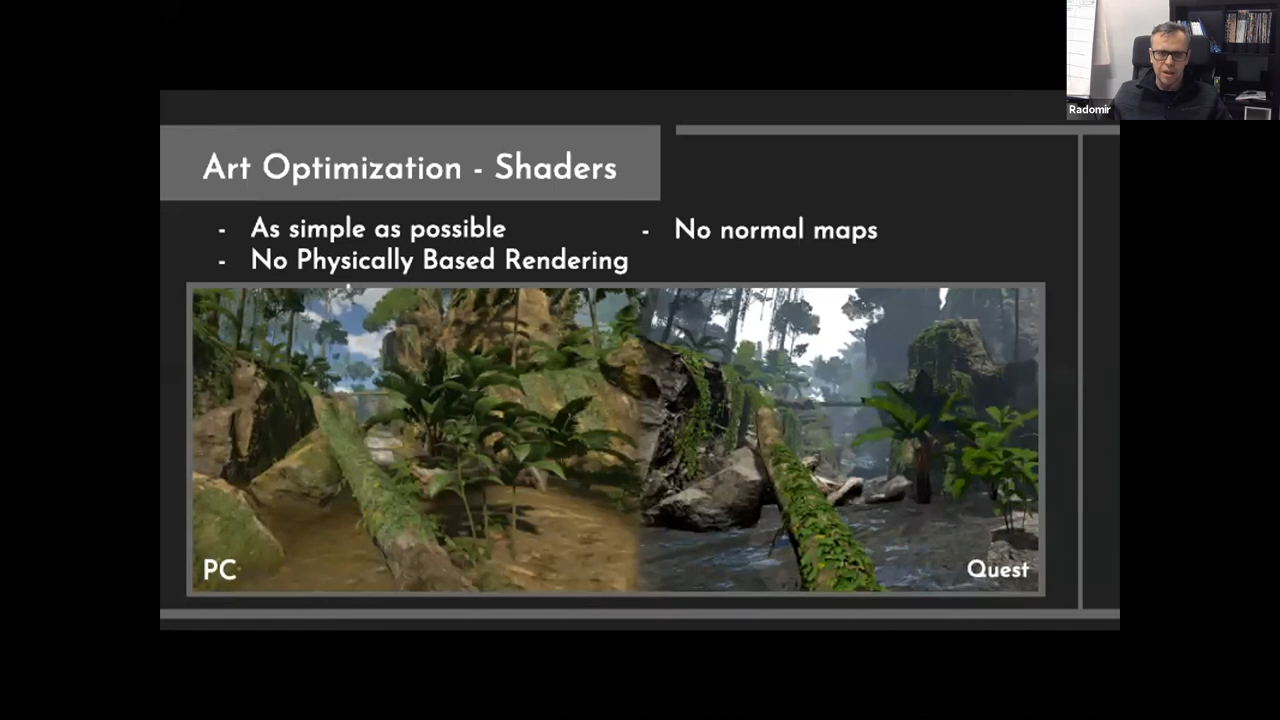 Radomir
Art Optimization - Shaders
- As simple as possible
- No Physically Based Rendering
- No normal maps
PC
Quest